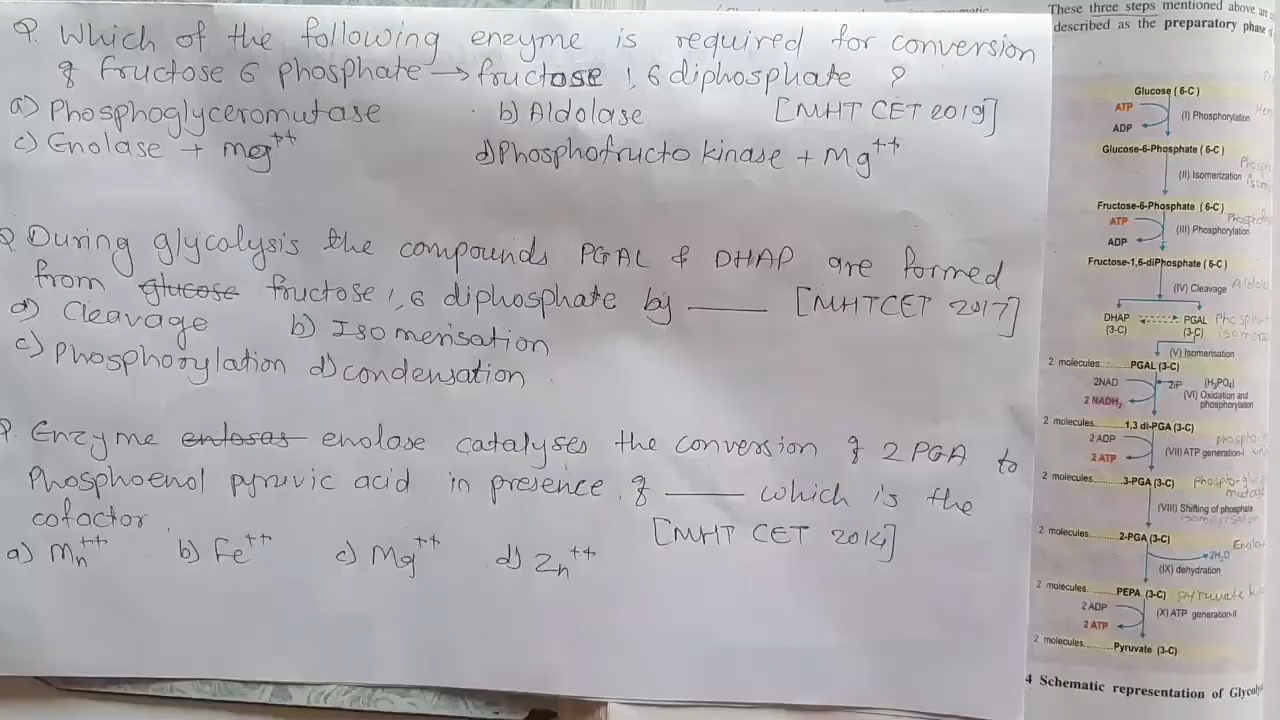 Q. Which of the following enzyme is required for conversion
of fructose 6 phosphate → fructose 1,6 diphosphate ?
a) Phosphoglyceromutase b) Aldolase [MHT CET 2019]
c) Enolase + mg++ d) Phosphofructo kinase + Mg++
Q. During glycolysis the compounds PGAL & DHAP are formed
from glucose fructose 1,6 diphosphate by ____ [MHTCET 2017]
a) Cleavage b) Isomerisation
c) Phosphorylation d) condensation.
Q. Enzyme enolase catalyses the conversion of 2 PGA to
Phosphoenol pyruvic acid in presence of ____ which is the
cofactor. [MHT CET 2014]
a) Mn++ b) Fe++ c) Mg++ d) Zn++
These three steps mentioned above are
described as the preparatory phase
Glucose (6-C)
ATP
(I) Phosphorylation
ADP
Glucose-6-Phosphate (6-C)
(II) Isomerization
Fructose-6-Phosphate (6-C)
ATP
(III) Phosphorylation
ADP
Fructose-1,6-diPhosphate (6-C)
(IV) Cleavage
DHAP PGAL
(3-C) (3-C)
(V) Isomerisation
2 molecules...........PGAL (3-C)
2NAD 2iP (H₃PO₄)
2 NADH₂ (VI) Oxidation and
phosphorylation
2 molecules...........1,3 di-PGA (3-C)
2 ADP
(VII) ATP generation-I
2 ATP
2 molecules...........3-PGA (3-C)
mutase
(VIII) Shifting of phosphate
isomerisation
2 molecules...........2-PGA (3-C)
2H₂O
(IX) dehydration
2 molecules...........PEPA (3-C) pyruvate
2 ADP (X) ATP generation-II
2 ATP
2 molecules...........Pyruvate (3-C)
4 Schematic representation of